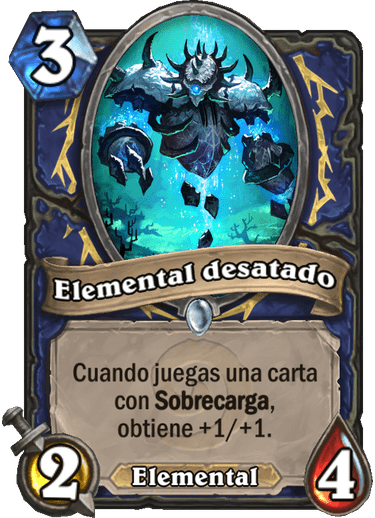 3
Elemental desatado
Cuando juegas una carta
con Sobrecarga,
obtiene +1/+1.
2
Elemental
4